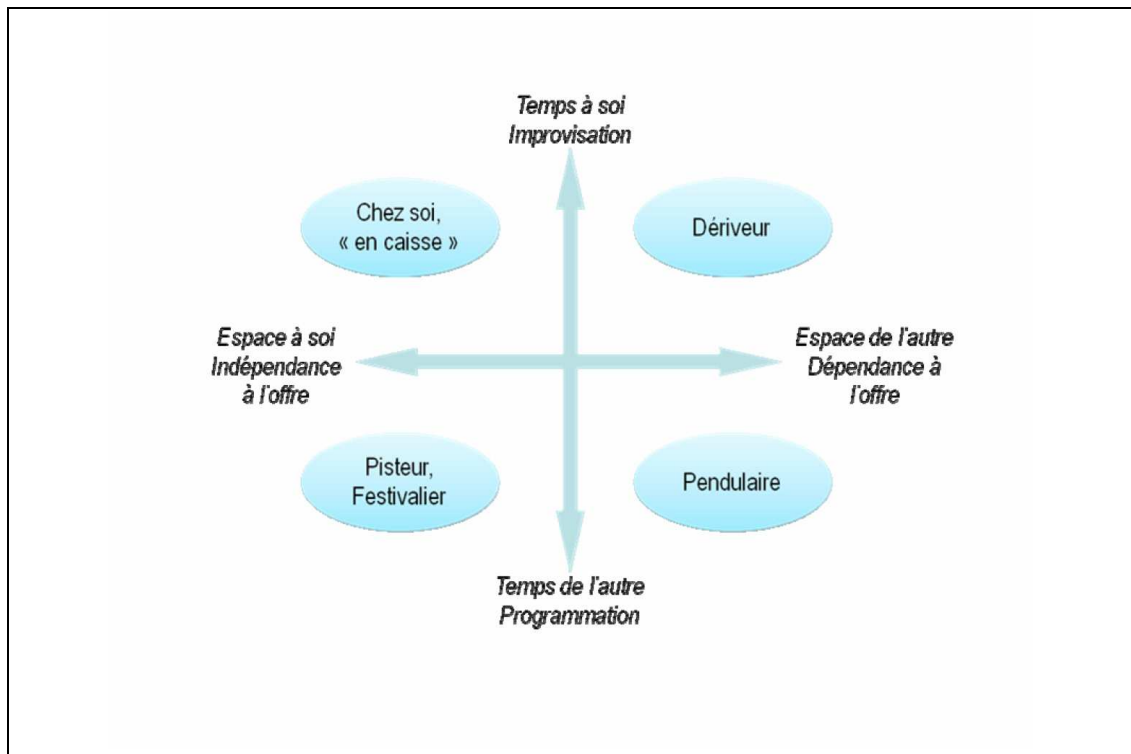 Temps à soi
Improvisation
Chez soi,
« en caisse »
Dériveur
Espace à soi
Indépendance
à l'offre
Espace de l'autre
Dépendance à
l'offre
Pisteur,
Festivalier
Pendulaire
Temps de l'autre
Programmation